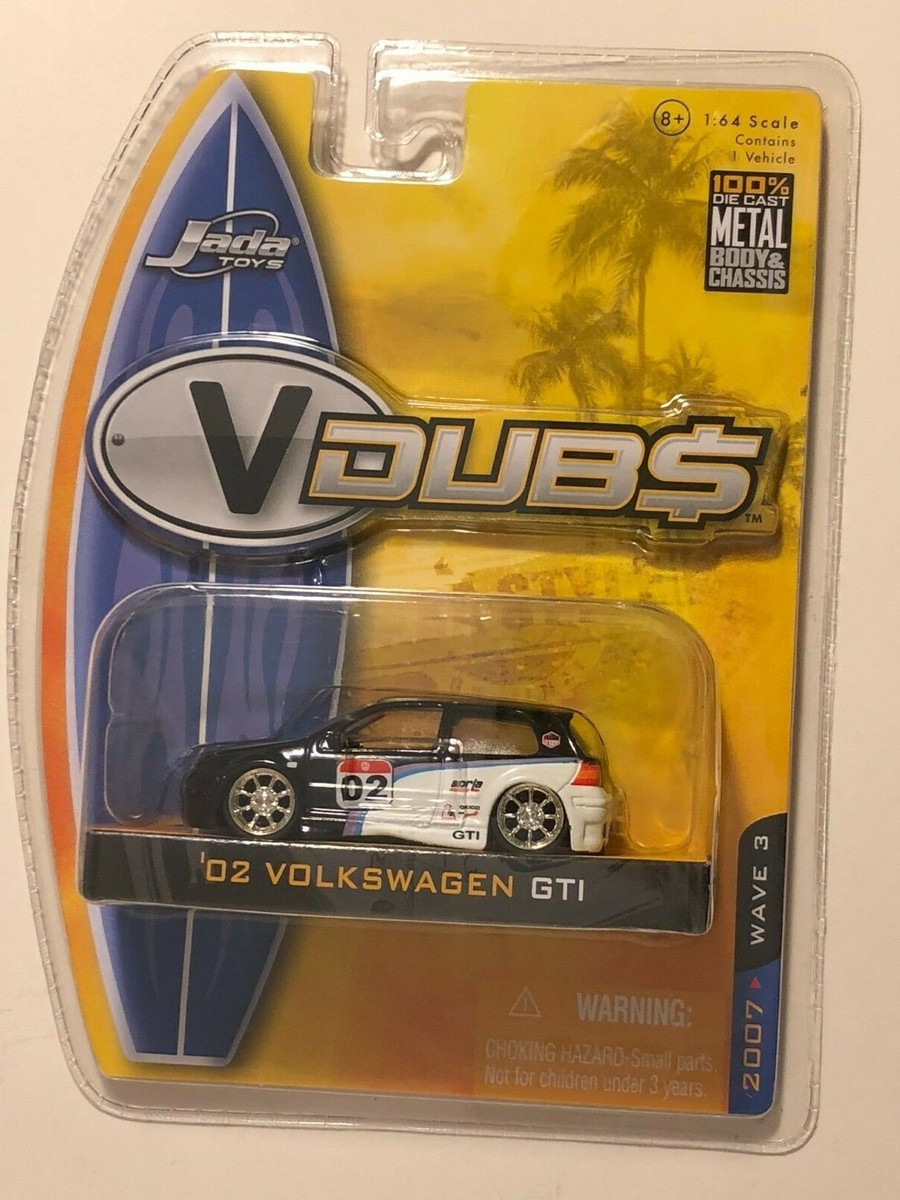 8+ 1:64 Scale
Contains
1 Vehicle
100%
DIE CAST
METAL
BODY&
CHASSIS
Jada®
TOYS
V DUB$™
02
GTI
'02 VOLKSWAGEN GTI
2007 ▸ WAVE 3
WARNING:
CHOKING HAZARD-Small parts.
Not for children under 3 years.